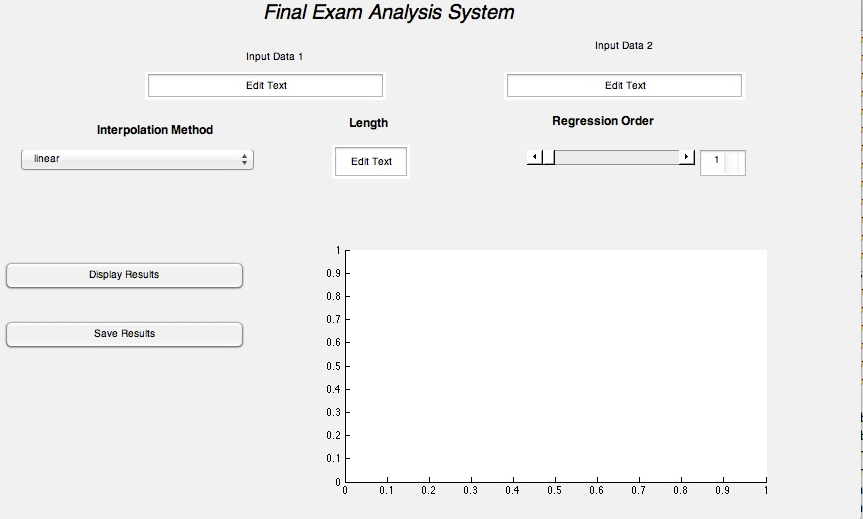 Final Exam Analysis System
Input Data 1
Input Data 2
Edit Text
Edit Text
Interpolation Method
Length
Regression Order
linear
Edit Text
1
Display Results
Save Results
1
0.9
0.8
0.7
0.6
0.5
0.4
0.3
0.2
0.1
0
0 0.1 0.2 0.3 0.4 0.5 0.6 0.7 0.8 0.9 1